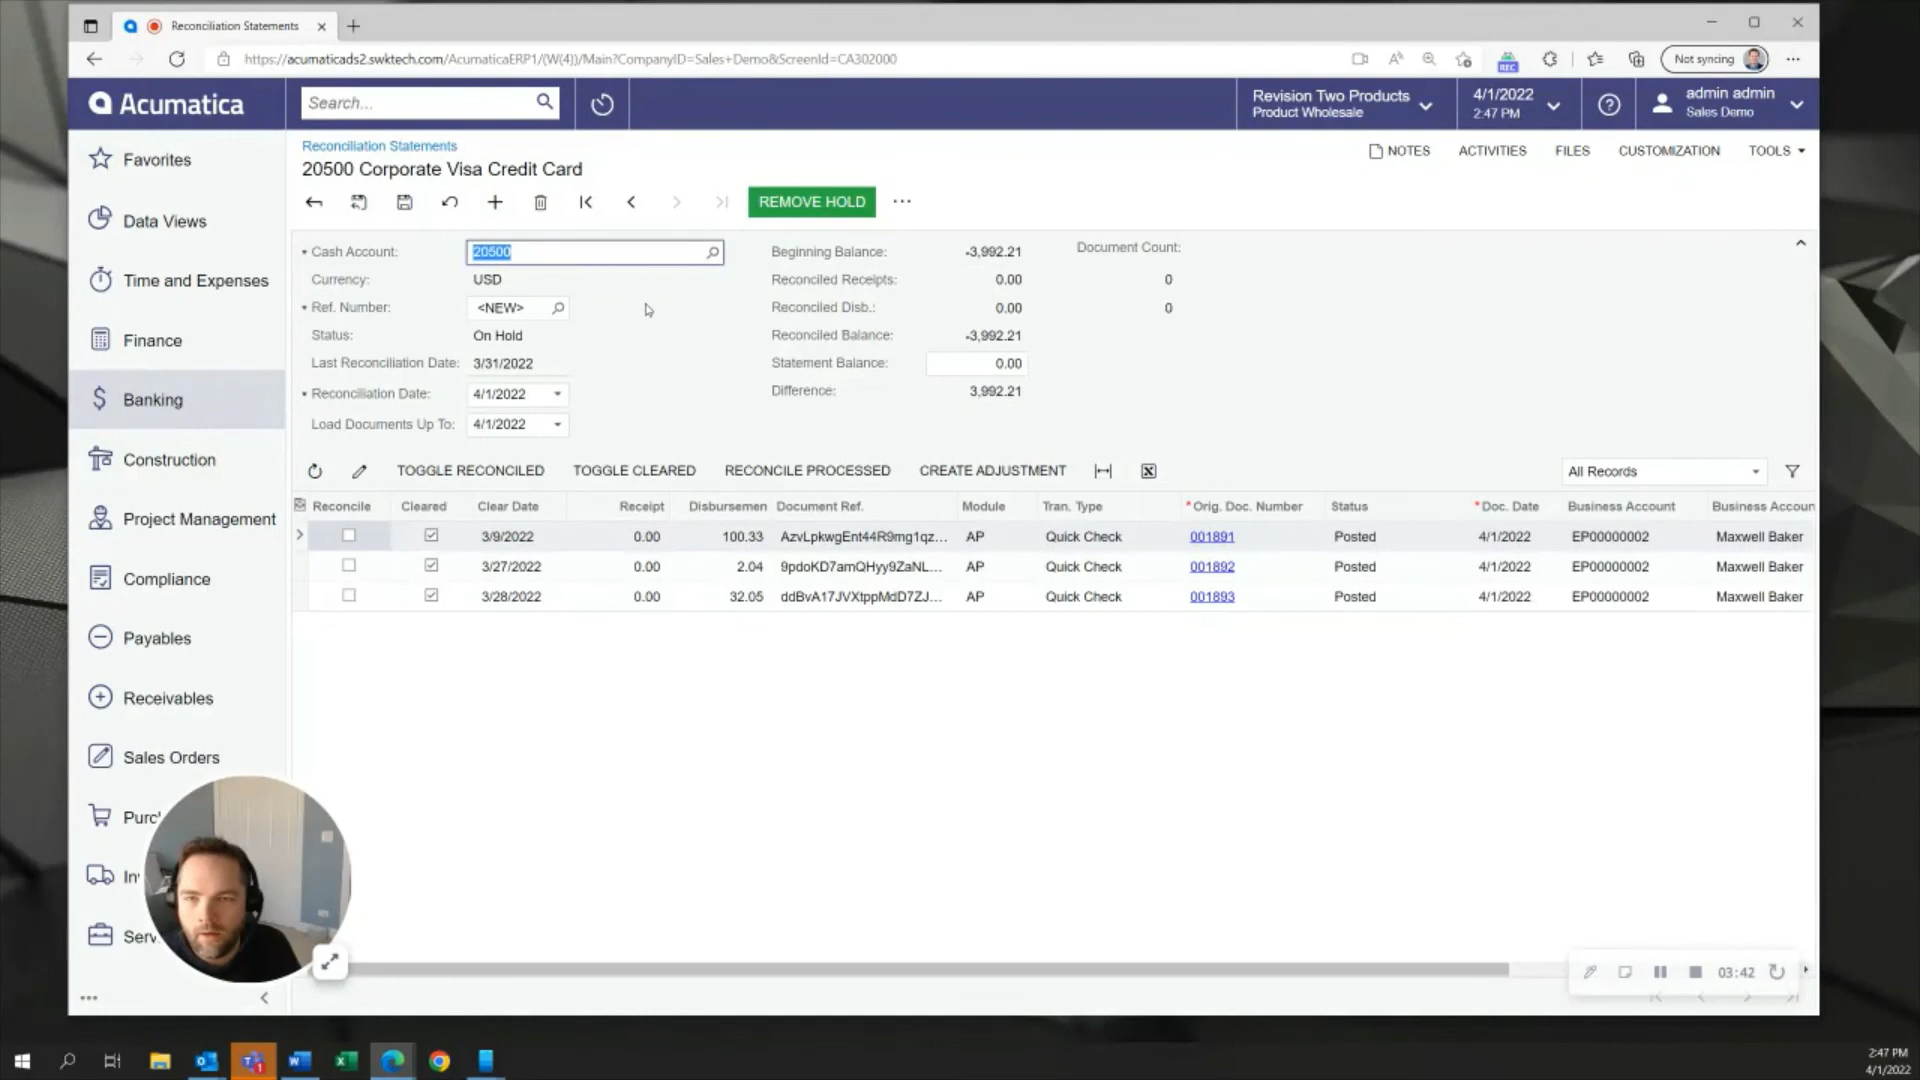 Reconciliation Statements
https://acumaticads2.swktech.com/AcumaticaERP1/(W(4))/Main?CompanyID=Sales+Demo&ScreenId=CA302000
REC
Not syncing
Acumatica
Search...
Revision Two Products
Product Wholesale
4/1/2022
2:47 PM
admin admin
Sales Demo
Favorites
Data Views
Time and Expenses
Finance
Banking
Construction
Project Management
Compliance
Payables
Receivables
Sales Orders
Purc
In
Serv
Reconciliation Statements
20500 Corporate Visa Credit Card
NOTES
ACTIVITIES
FILES
CUSTOMIZATION
TOOLS
REMOVE HOLD
Cash Account: 20500
Currency: USD
Ref. Number: <NEW>
Status: On Hold
Last Reconciliation Date: 3/31/2022
Reconciliation Date: 4/1/2022
Load Documents Up To: 4/1/2022
Beginning Balance: -3,992.21
Reconciled Receipts: 0.00
Reconciled Disb.: 0.00
Reconciled Balance: -3,992.21
Statement Balance: 0.00
Difference: 3,992.21
Document Count:
0
0
TOGGLE RECONCILED TOGGLE CLEARED RECONCILE PROCESSED CREATE ADJUSTMENT
All Records
Reconcile Cleared Clear Date Receipt Disbursemen Document Ref. Module Tran. Type *Orig. Doc. Number Status *Doc. Date Business Account Business Accoun
3/9/2022 0.00 100.33 AzvLpkwgEnt44R9mg1qz... AP Quick Check 001891 Posted 4/1/2022 EP00000002 Maxwell Baker
3/27/2022 0.00 2.04 9pdoKD7amQHyy9ZaNL... AP Quick Check 001892 Posted 4/1/2022 EP00000002 Maxwell Baker
3/28/2022 0.00 32.05 ddBvA17JVXtppMdD7ZJ... AP Quick Check 001893 Posted 4/1/2022 EP00000002 Maxwell Baker
03:42
2:47 PM
4/1/2022